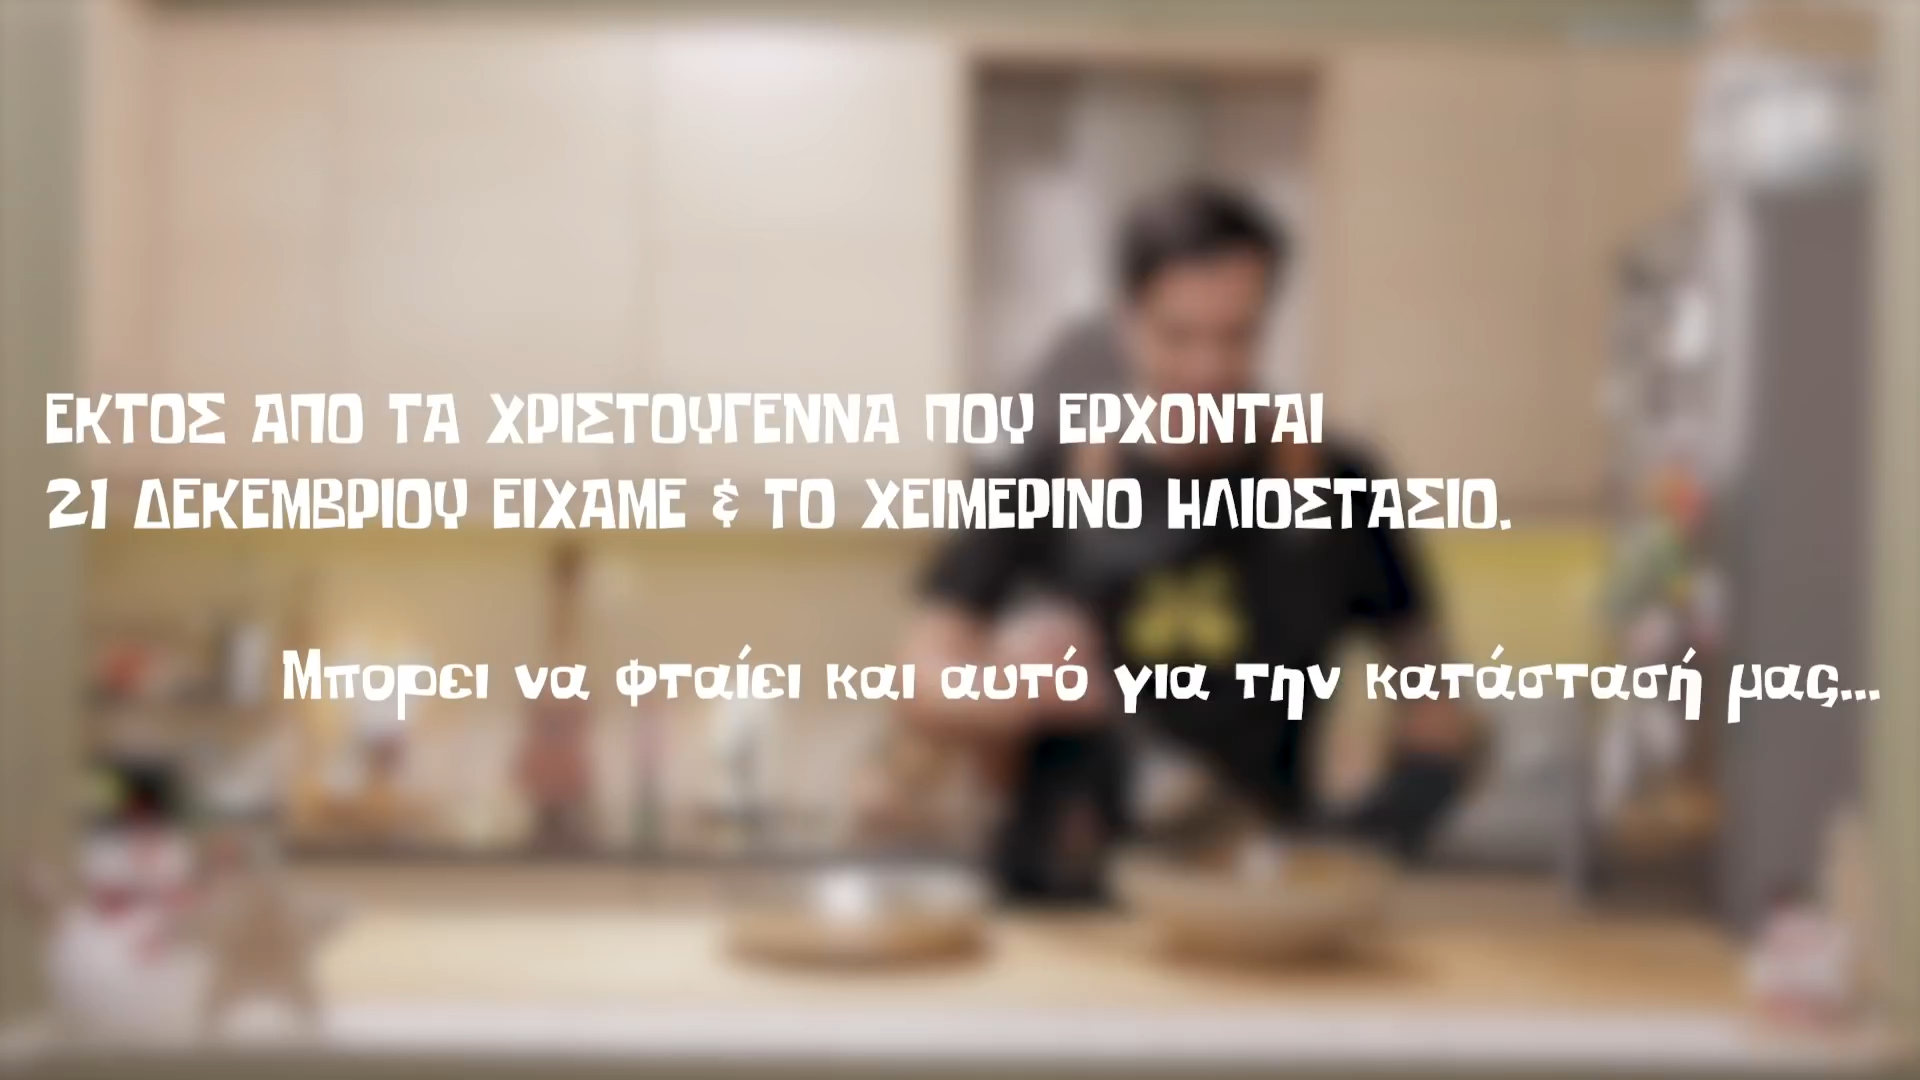 ΕΚΤΟΣ ΑΠΟ ΤΑ ΧΡΙΣΤΟΥΓΕΝΝΑ ΠΟΥ ΕΡΧΟΝΤΑΙ
21 ΔΕΚΕΜΒΡΙΟΥ ΕΙΧΑΜΕ & ΤΟ ΧΕΙΜΕΡΙΝΟ ΗΛΙΟΣΤΑΣΙΟ.
Μπορει να φταίει και αυτό για την κατάστασή μας...